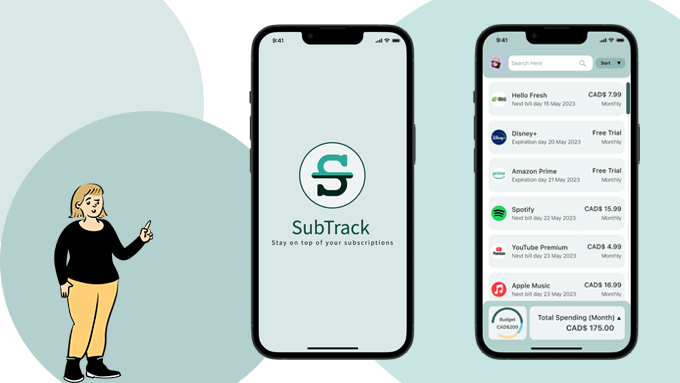 9:41
SubTrack
Stay on top of your subscriptions
9:41
Search Here
Sort ▼
Hello Fresh CAD$ 7.99
Next bill day 15 May 2023 Monthly
Disney+ Free Trial
Expiration day 20 May 2023 Monthly
prime
Amazon Prime Free Trial
Expiration day 21 May 2023 Monthly
Spotify CAD$ 15.99
Next bill day 22 May 2023 Monthly
YouTube Premium CAD$ 4.99
Next bill day 23 May 2023 Monthly
Apple Music CAD$ 16.99
Next bill day 23 May 2023 Monthly
Budget
CAD$200
Total Spending (Month) ▲
CAD$ 175.00